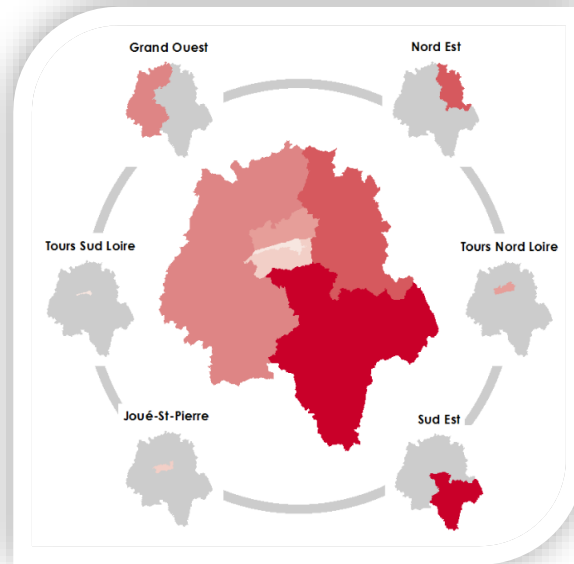 Grand Ouest
Nord Est
Tours Sud Loire
Tours Nord Loire
Joué-St-Pierre
Sud Est